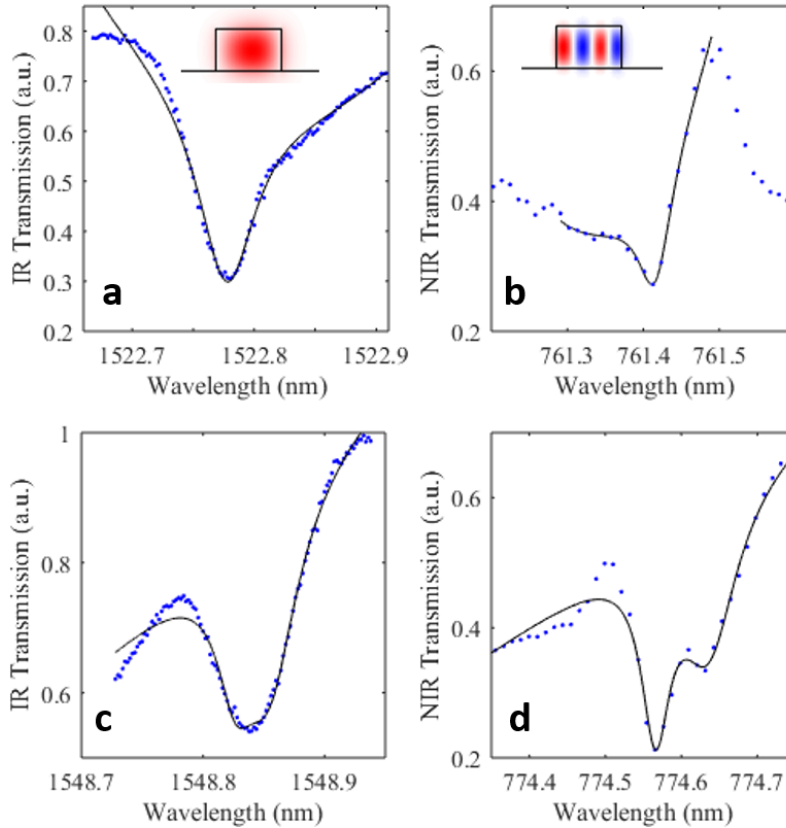 0.8
0.7
0.6
0.5
0.4
0.3
0.2
IR Transmission (a.u.)
a
1522.7 1522.8 1522.9
Wavelength (nm)
0.6
0.4
0.2
NIR Transmission (a.u.)
b
761.3 761.4 761.5
Wavelength (nm)
1
0.8
0.6
IR Transmission (a.u.)
c
1548.7 1548.8 1548.9
Wavelength (nm)
0.6
0.4
0.2
NIR Transmission (a.u.)
d
774.4 774.5 774.6 774.7
Wavelength (nm)